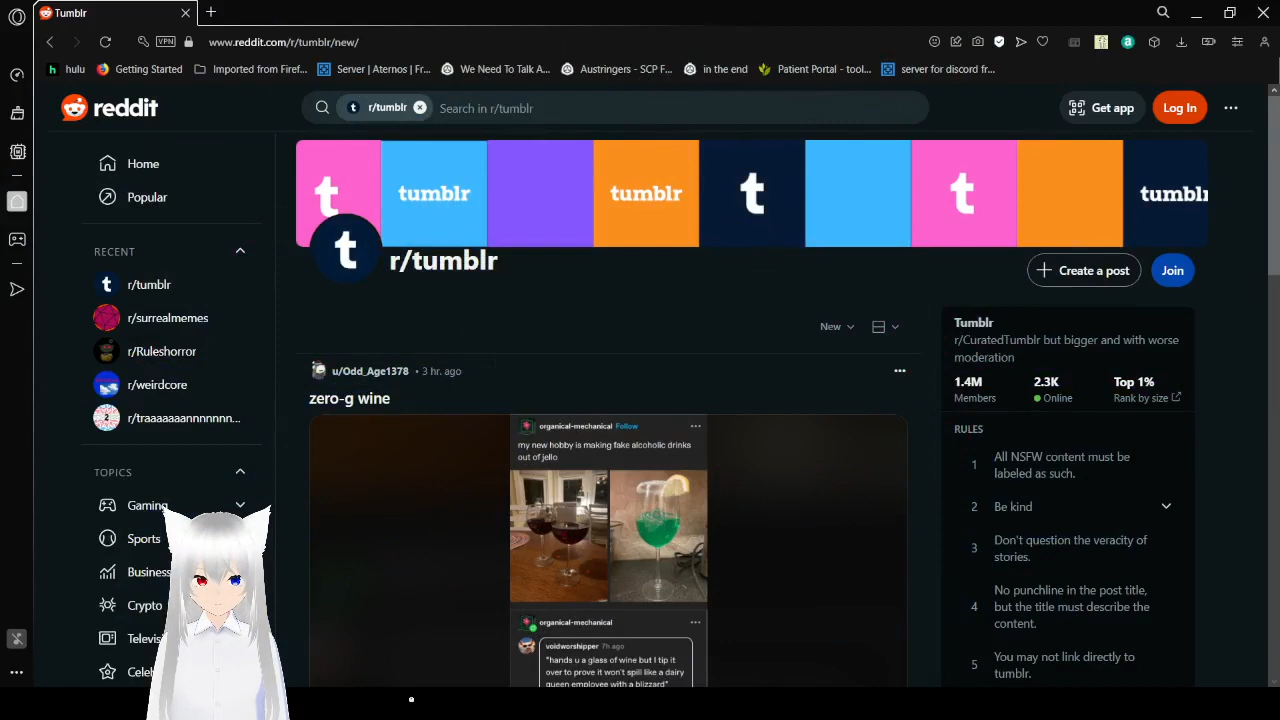 Tumblr
VPN
www.reddit.com/r/tumblr/new/
hulu
Getting Started
Imported from Firef...
Server | Aternos | Fr...
We Need To Talk A...
Austringers - SCP F...
in the end
Patient Portal - tool...
server for discord fr...
reddit
r/tumblr
Search in r/tumblr
Get app
Log In
Home
Popular
RECENT
r/tumblr
r/surrealmemes
r/Ruleshorror
r/weirdcore
r/traaaaaaannnnnnn...
TOPICS
Gaming
Sports
Business
Crypto
Televi
Cele
t
tumblr
tumblr
t
t
tumblr
t
r/tumblr
Create a post
Join
New
u/Odd_Age1378 • 3 hr. ago
zero-g wine
organical-mechanical Follow
my new hobby is making fake alcoholic drinks
out of jello
organical-mechanical
voidworshipper 7h ago
*hands u a glass of wine but I tip it
over to prove it won't spill like a dairy
queen employee with a blizzard*
Tumblr
r/CuratedTumblr but bigger and with worse
moderation
1.4M
Members
2.3K
Online
Top 1%
Rank by size
RULES
1
All NSFW content must be
labeled as such.
2
Be kind
3
Don't question the veracity of
stories.
4
No punchline in the post title,
but the title must describe the
content.
5
You may not link directly to
tumblr.